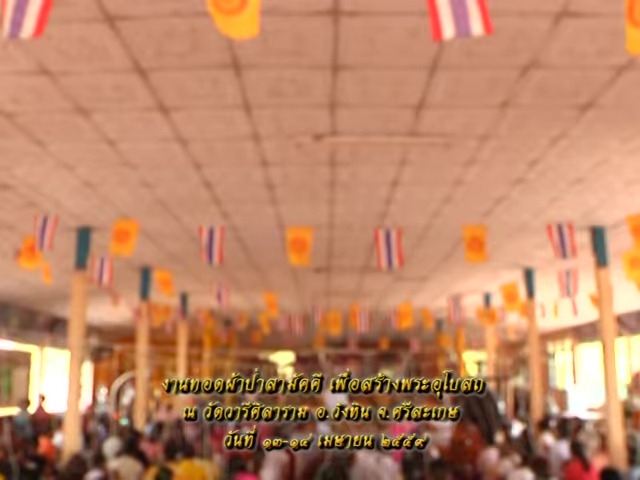 งานทอดผ้าป่าสามัคคี เพื่อสร้างพระอุโบสถ
ณ วัดวารีศิลาราม อ.วังหิน จ.ศรีสะเกษ
วันที่ ๑๓-๑๔ เมษายน ๒๕๕๙